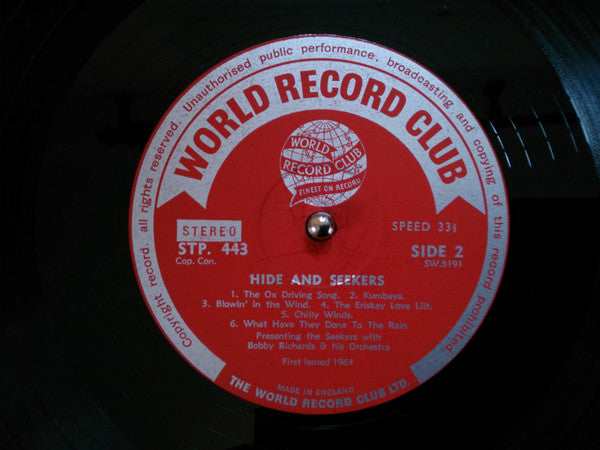 Copyright record. all rights reserved. Unauthorised public performance. broadcasting and copying of this record prohibited.
WORLD RECORD CLUB
WORLD
RECORD CLUB
FINEST ON RECORD
STEREO
SPEED 33⅓
STP. 443
SIDE 2
Cop. Con.
SW.8191
HIDE AND SEEKERS
1. The Ox Driving Song. 2. Kumbaya.
3. Blowin' in the Wind. 4. The Eriskey Love Lilt.
5. Chilly Winds.
6. What Have They Done To The Rain
Presenting the Seekers with
Bobby Richards & his Orchestra
First issued 1964
MADE IN ENGLAND
THE WORLD RECORD CLUB LTD.